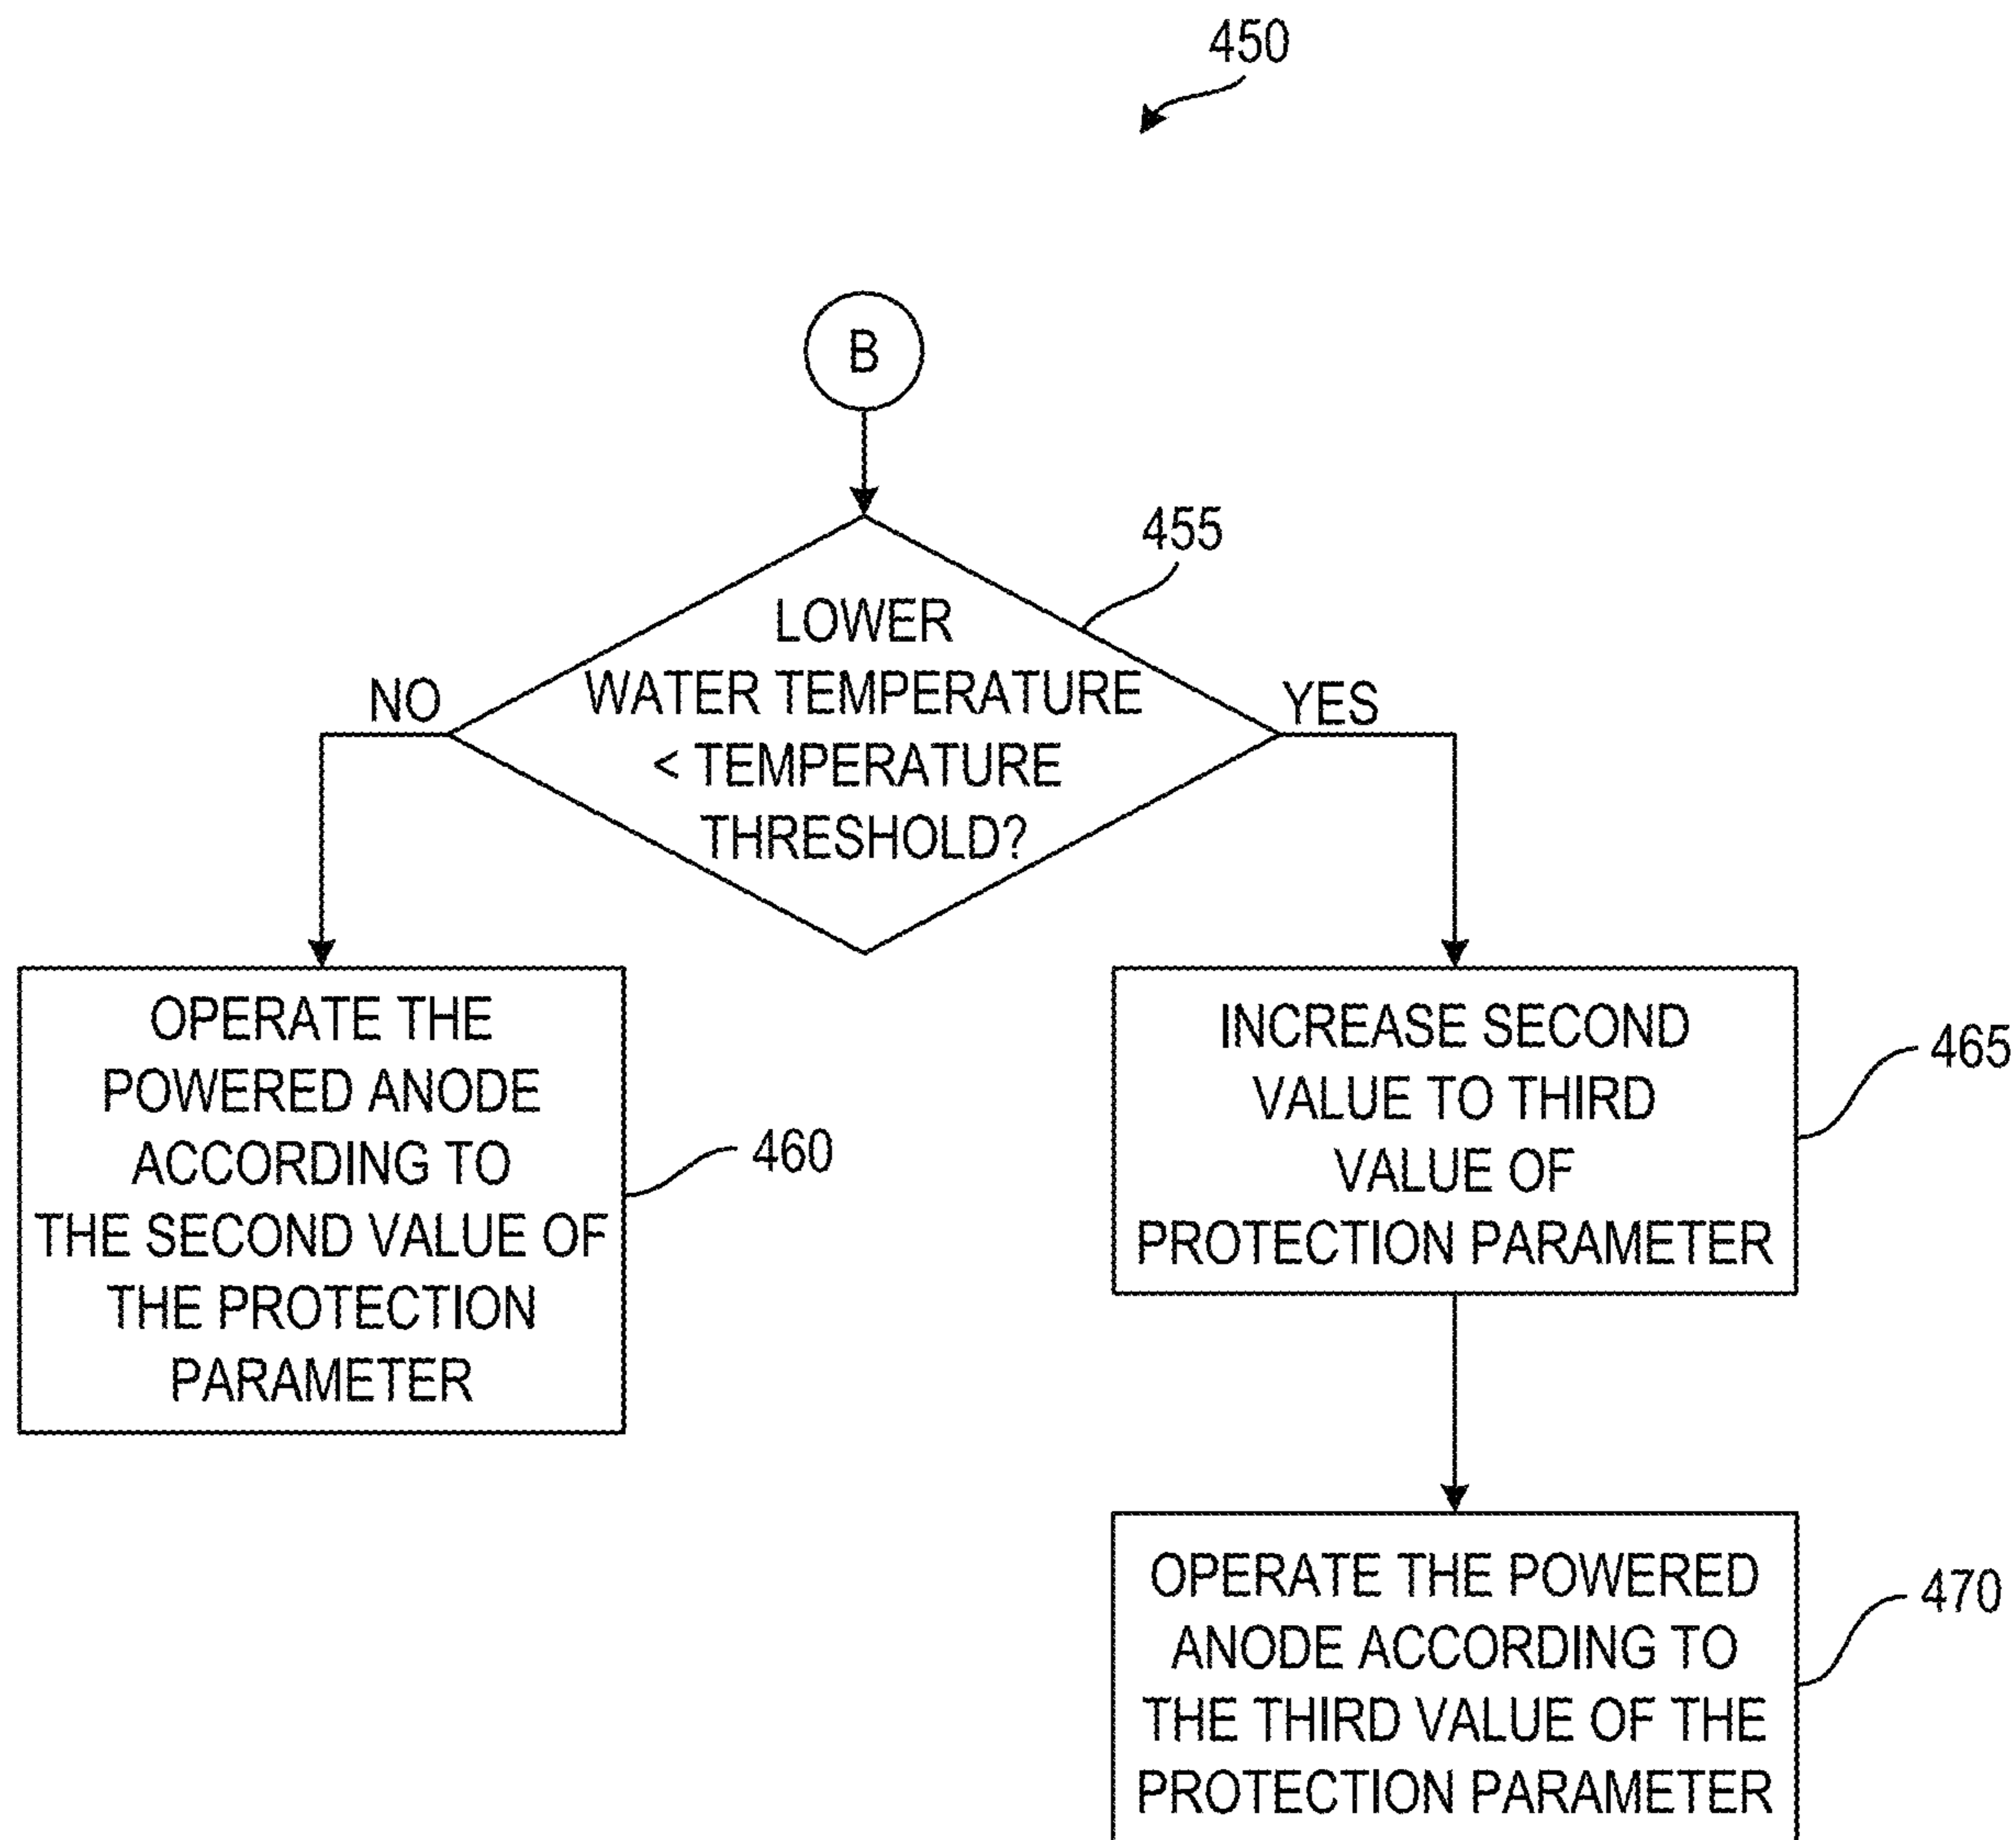 450
B
455
LOWER
WATER TEMPERATURE
< TEMPERATURE
THRESHOLD?
NO
YES
OPERATE THE
POWERED ANODE
ACCORDING TO
THE SECOND VALUE OF
THE PROTECTION
PARAMETER
460
INCREASE SECOND
VALUE TO THIRD
VALUE OF
PROTECTION PARAMETER
465
OPERATE THE POWERED
ANODE ACCORDING TO
THE THIRD VALUE OF THE
PROTECTION PARAMETER
470